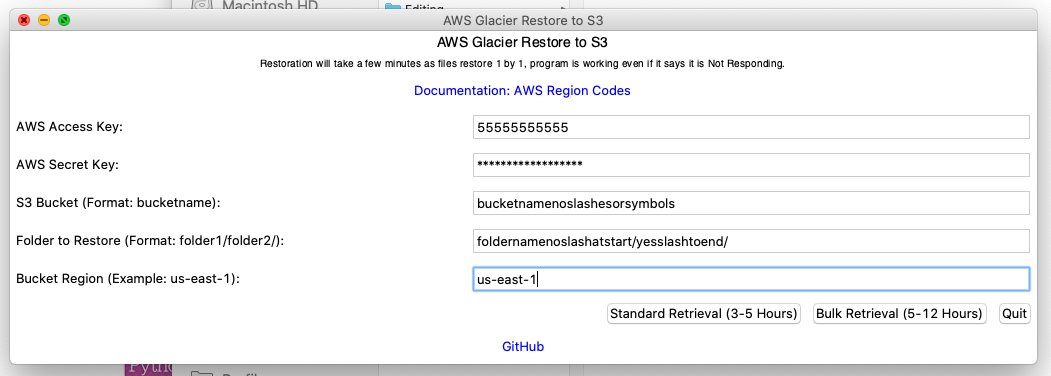 Macintosh HD
Editing
AWS Glacier Restore to S3
AWS Glacier Restore to S3
Restoration will take a few minutes as files restore 1 by 1, program is working even if it says it is Not Responding.
Documentation: AWS Region Codes
AWS Access Key: 55555555555
AWS Secret Key: ******************
S3 Bucket (Format: bucketname): bucketnamenoslashesorsymbols
Folder to Restore (Format: folder1/folder2/): foldernamenoslashatstart/yesslashtoend/
Bucket Region (Example: us-east-1): us-east-1
Standard Retrieval (3-5 Hours) Bulk Retrieval (5-12 Hours) Quit
GitHub